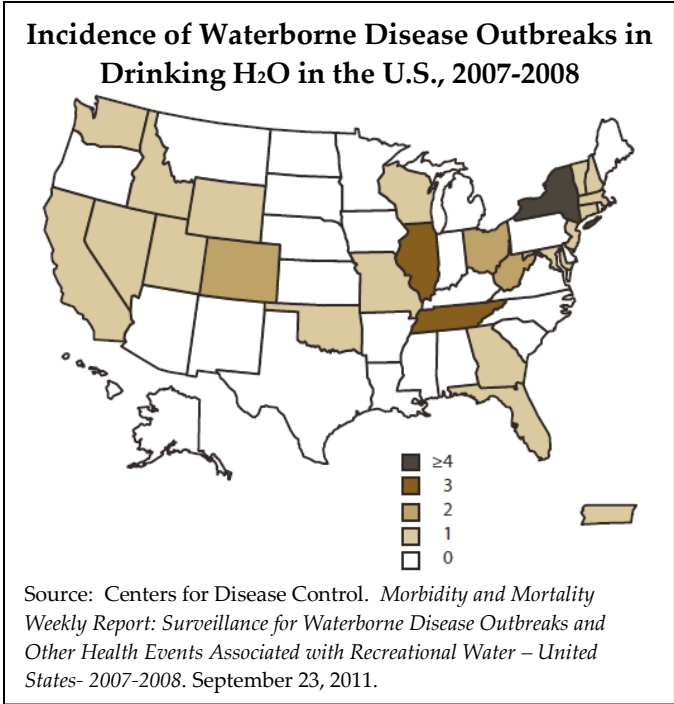 Incidence of Waterborne Disease Outbreaks in
Drinking H₂O in the U.S., 2007-2008
≥4
3
2
1
0
Source: Centers for Disease Control. Morbidity and Mortality
Weekly Report: Surveillance for Waterborne Disease Outbreaks and
Other Health Events Associated with Recreational Water – United
States- 2007-2008. September 23, 2011.